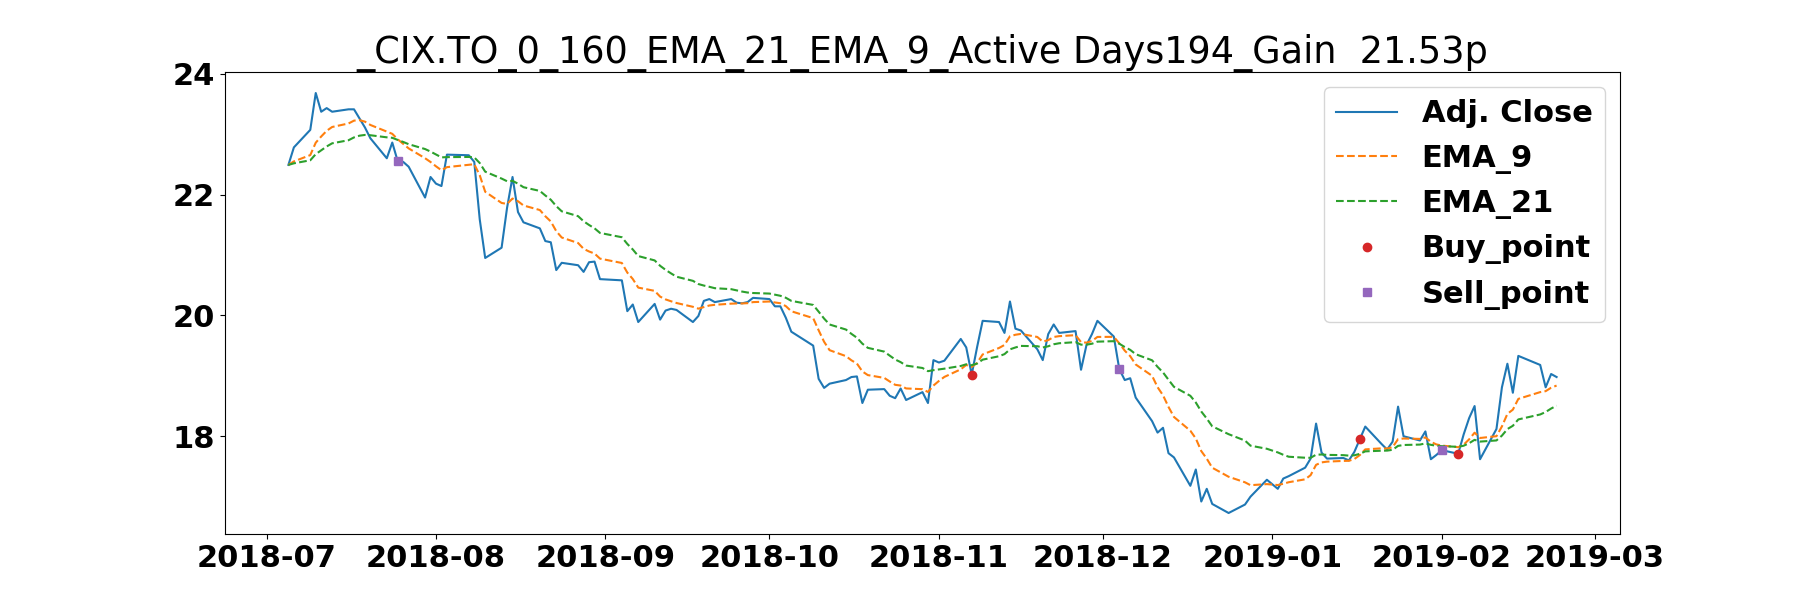 _CIX.TO_0_160_EMA_21_EMA_9_Active Days194_Gain  21.53p
24
22
20
18
Adj. Close
EMA_9
EMA_21
Buy_point
Sell_point
2018-07 2018-08 2018-09 2018-10 2018-11 2018-12 2019-01 2019-02 2019-03